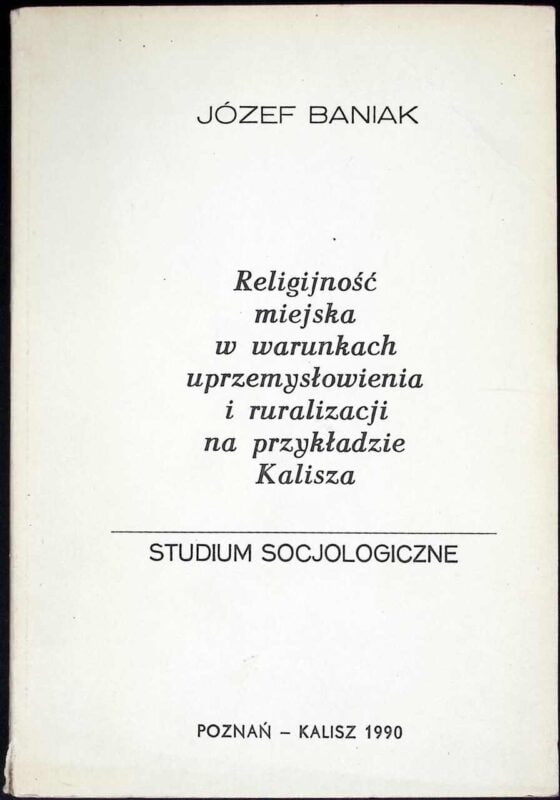 JÓZEF BANIAK
Religijność
miejska
w warunkach
uprzemysłowienia
i ruralizacji
na przykładzie
Kalisza
STUDIUM SOCJOLOGICZNE
POZNAŃ – KALISZ 1990